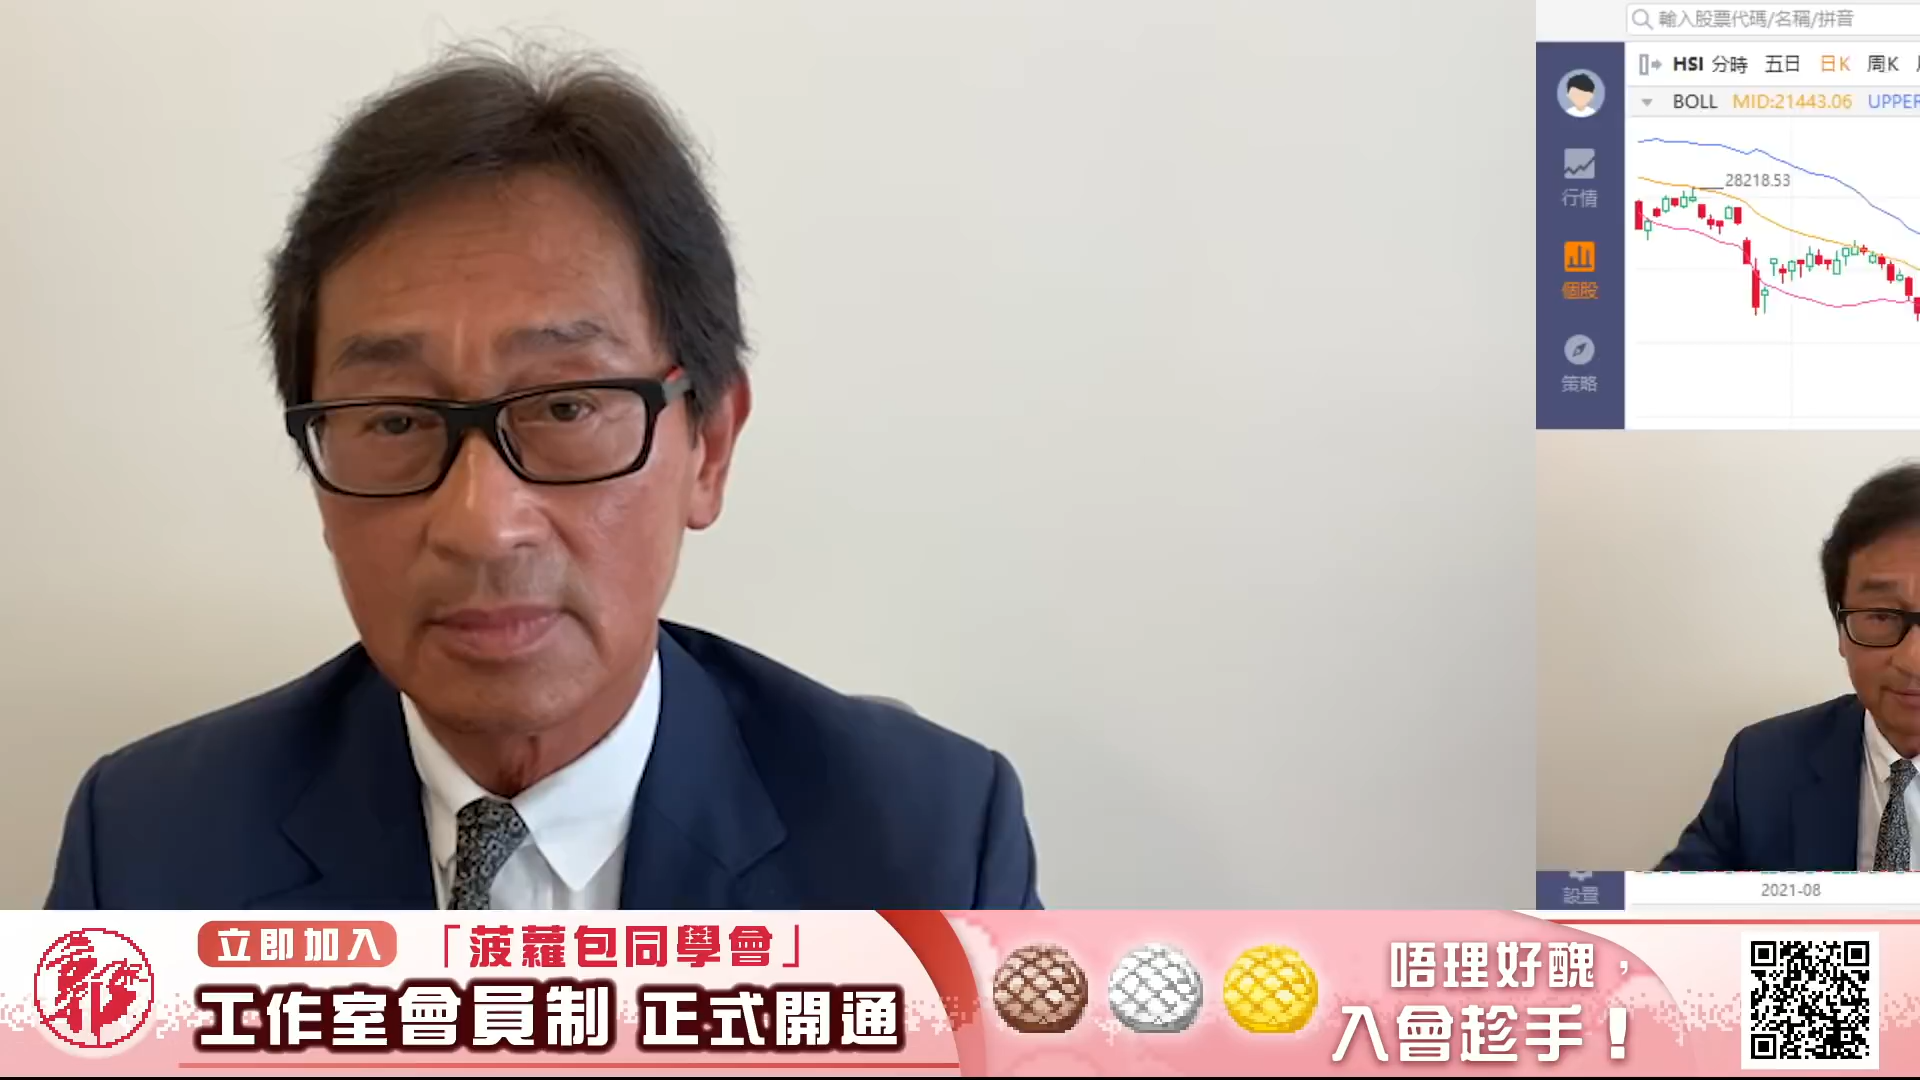 輸入股票代碼/名稱/拼音
HSI 分時 五日 日K 周K
BOLL MID:21443.06 UPPER
28218.53
行情
個股
策略
設置
2021-08
立即加入 「菠蘿包同學會」
工作室會員制 正式開通
唔理好醜,
入會趁手!